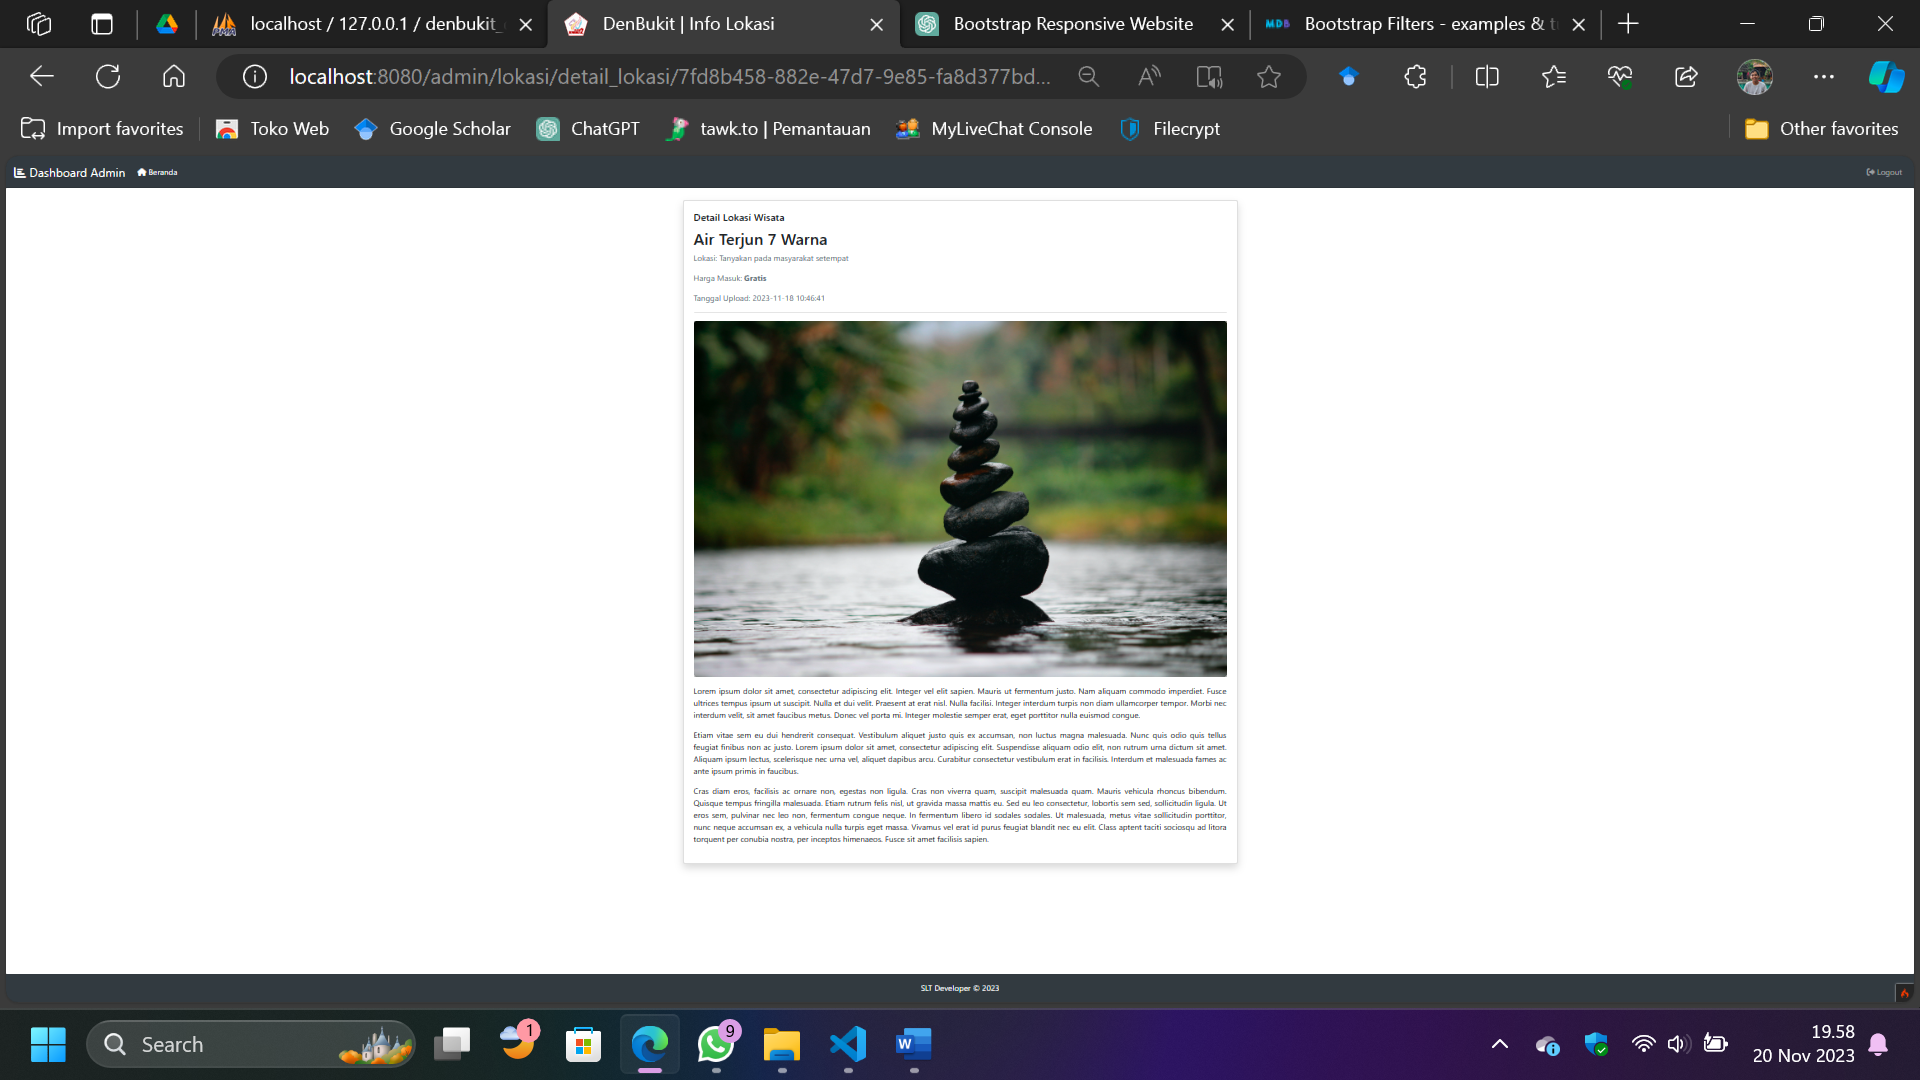 localhost / 127.0.0.1 / denbukit_
DenBukit | Info Lokasi
Bootstrap Responsive Website
MDB
Bootstrap Filters - examples & t
localhost:8080/admin/lokasi/detail_lokasi/7fd8b458-882e-47d7-9e85-fa8d377bd...
Import favorites
Toko Web
Google Scholar
ChatGPT
tawk.to | Pemantauan
MyLiveChat Console
Filecrypt
Other favorites
Dashboard Admin
Beranda
Logout
Detail Lokasi Wisata
Air Terjun 7 Warna
Lokasi: Tanyakan pada masyarakat setempat
Harga Masuk: Gratis
Tanggal Upload: 2023-11-18 10:46:41
Lorem ipsum dolor sit amet, consectetur adipiscing elit. Integer vel elit sapien. Mauris ut fermentum justo. Nam aliquam commodo imperdiet. Fusce
ultrices tempus ipsum ut suscipit. Nulla et dui velit. Praesent at erat nisl. Nulla facilisi. Integer interdum turpis non diam ullamcorper tempor. Morbi nec
interdum velit, sit amet faucibus metus. Donec vel porta mi. Integer molestie semper erat, eget porttitor nulla euismod congue.
Etiam vitae sem eu dui hendrerit consequat. Vestibulum aliquet justo quis ex accumsan, non luctus magna malesuada. Nunc quis odio quis tellus
feugiat finibus non ac justo. Lorem ipsum dolor sit amet, consectetur adipiscing elit. Suspendisse aliquam odio elit, non rutrum urna dictum sit amet.
Aliquam ipsum lectus, scelerisque nec urna vel, aliquet dapibus arcu. Curabitur consectetur vestibulum erat in facilisis. Interdum et malesuada fames ac
ante ipsum primis in faucibus.
Cras diam eros, facilisis ac ornare non, egestas non ligula. Cras non viverra quam, suscipit malesuada quam. Mauris vehicula rhoncus bibendum.
Quisque tempus fringilla malesuada. Etiam rutrum felis nisl, ut gravida massa mattis eu. Sed eu leo consectetur, lobortis sem sed, sollicitudin ligula. Ut
eros sem, pulvinar nec leo non, fermentum congue neque. In fermentum libero id sodales sodales. Ut malesuada, metus vitae sollicitudin porttitor,
nunc neque accumsan ex, a vehicula nulla turpis eget massa. Vivamus vel erat id purus feugiat blandit nec eu elit. Class aptent taciti sociosqu ad litora
torquent per conubia nostra, per inceptos himenaeos. Fusce sit amet facilisis sapien.
SLT Developer © 2023
Search
1
9
19.58
20 Nov 2023